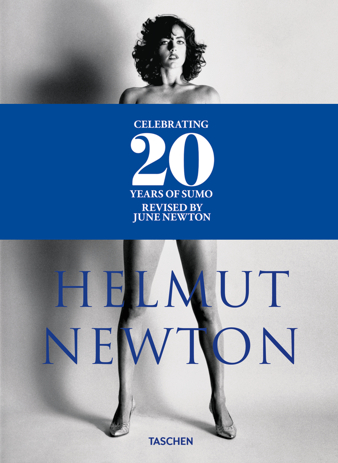 CELEBRATING
20
YEARS OF SUMO
REVISED BY
JUNE NEWTON
HELMUT
NEWTON
TASCHEN